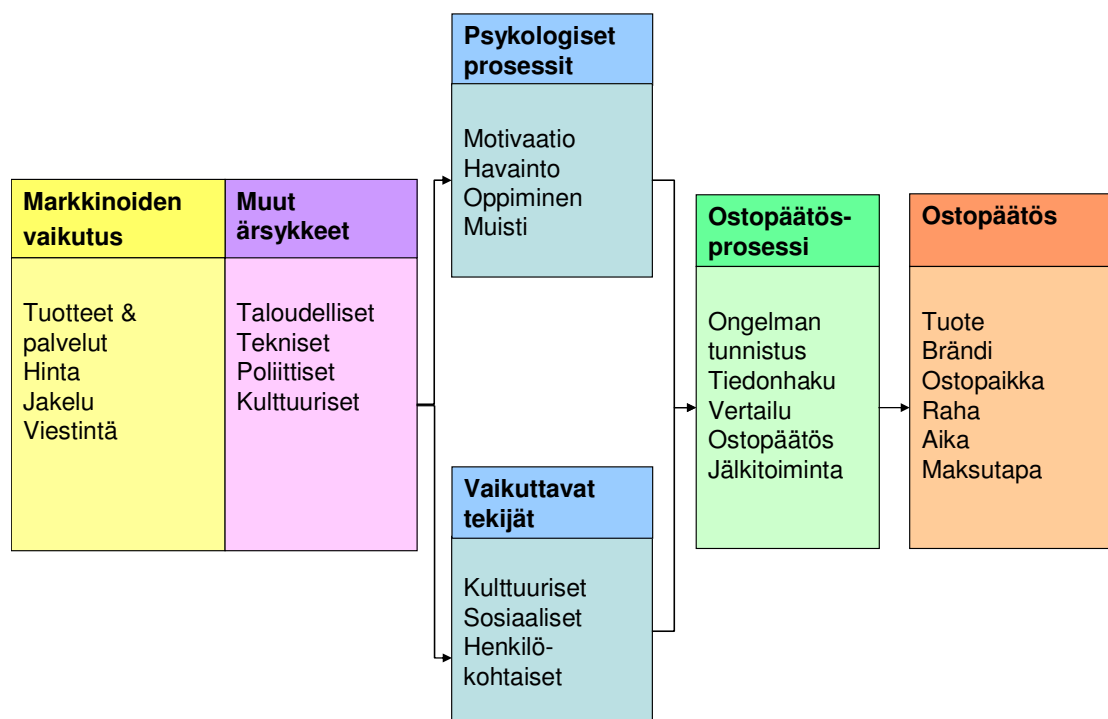 Markkinoiden
vaikutus
Tuotteet &
palvelut
Hinta
Jakelu
Viestintä
Muut
ärsykkeet
Taloudelliset
Tekniset
Poliittiset
Kulttuuriset
Psykologiset
prosessit
Motivaatio
Havainto
Oppiminen
Muisti
Vaikuttavat
tekijät
Kulttuuriset
Sosiaaliset
Henkilö-
kohtaiset
Ostopäätös-
prosessi
Ongelman
tunnistus
Tiedonhaku
Vertailu
Ostopäätös
Jälkitoiminta
Ostopäätös
Tuote
Brändi
Ostopaikka
Raha
Aika
Maksutapa